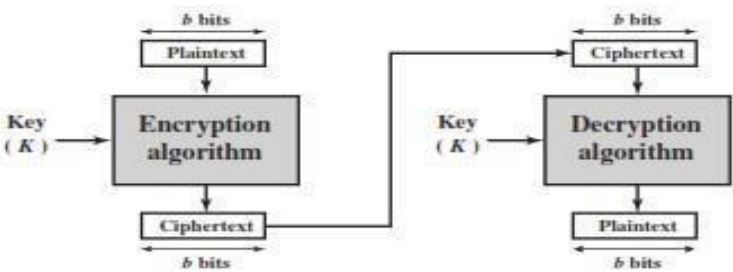 b bits
Plaintext
Key
( K )
Encryption
algorithm
Ciphertext
b bits
b bits
Ciphertext
Key
( K )
Decryption
algorithm
Plaintext
b bits